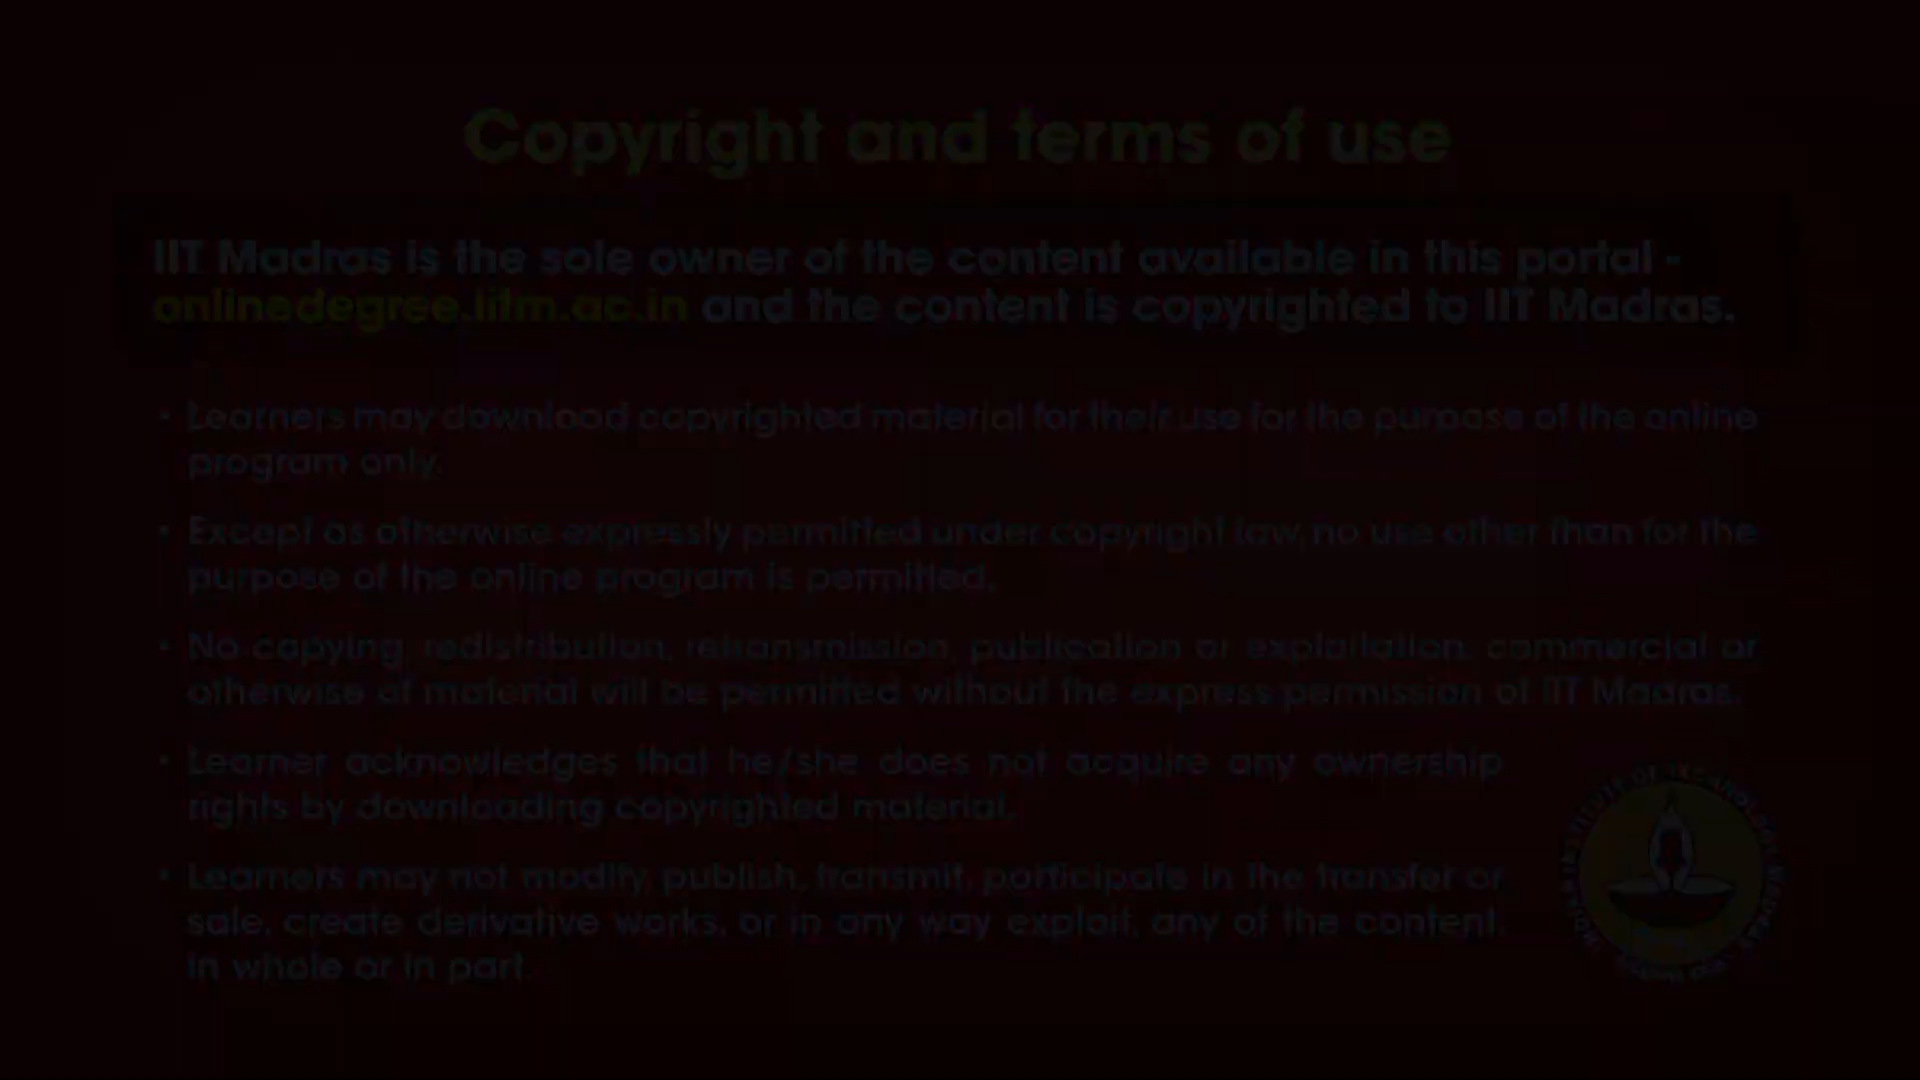 Copyright and terms of use
IIT Madras is the sole owner of the content available in this portal -
onlinedegree.iitm.ac.in and the content is copyrighted to IIT Madras.
• Learners may download copyrighted material for their use for the purpose of the online
program only.
• Except as otherwise expressly permitted under copyright law, no use other than for the
purpose of the online program is permitted.
• No copying, redistribution, retransmission, publication or exploitation, commercial or
otherwise of material will be permitted without the express permission of IIT Madras.
• Learner acknowledges that he/she does not acquire any ownership
rights by downloading copyrighted material.
• Learners may not modify, publish, transmit, participate in the transfer or
sale, create derivative works, or in any way exploit, any of the content,
in whole or in part.
INDIAN INSTITUTE OF TECHNOLOGY MADRAS